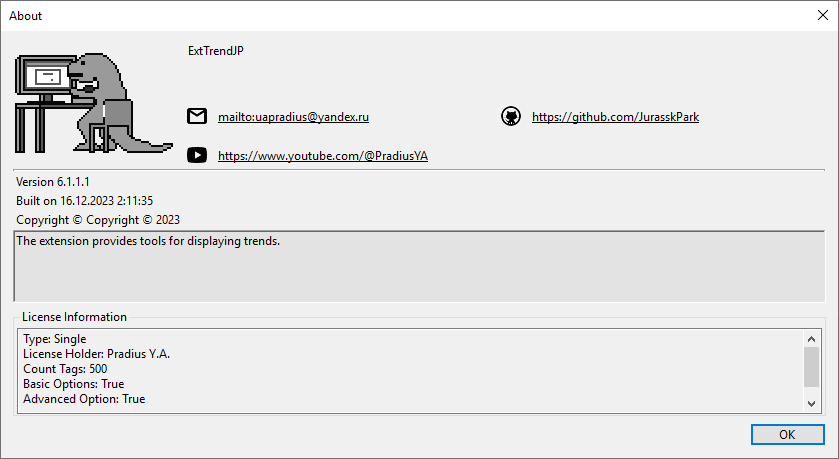 About
ExtTrendJP
mailto:uapradius@yandex.ru
https://github.com/JurasskPark
https://www.youtube.com/@PradiusYA
Version 6.1.1.1
Built on 16.12.2023 2:11:35
Copyright © Copyright © 2023
The extension provides tools for displaying trends.
License Information
Type: Single
License Holder: Pradius Y.A.
Count Tags: 500
Basic Options: True
Advanced Option: True
OK